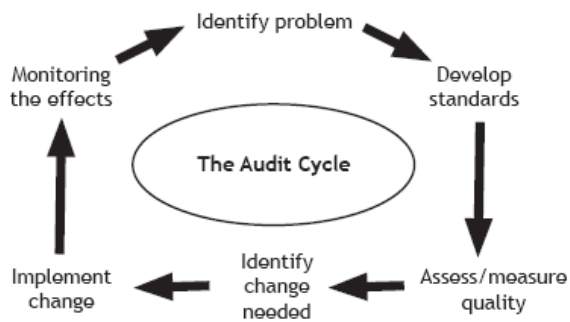 Identify problem
Develop
standards
Assess/measure
quality
Identify
change
needed
Implement
change
Monitoring
the effects
The Audit Cycle